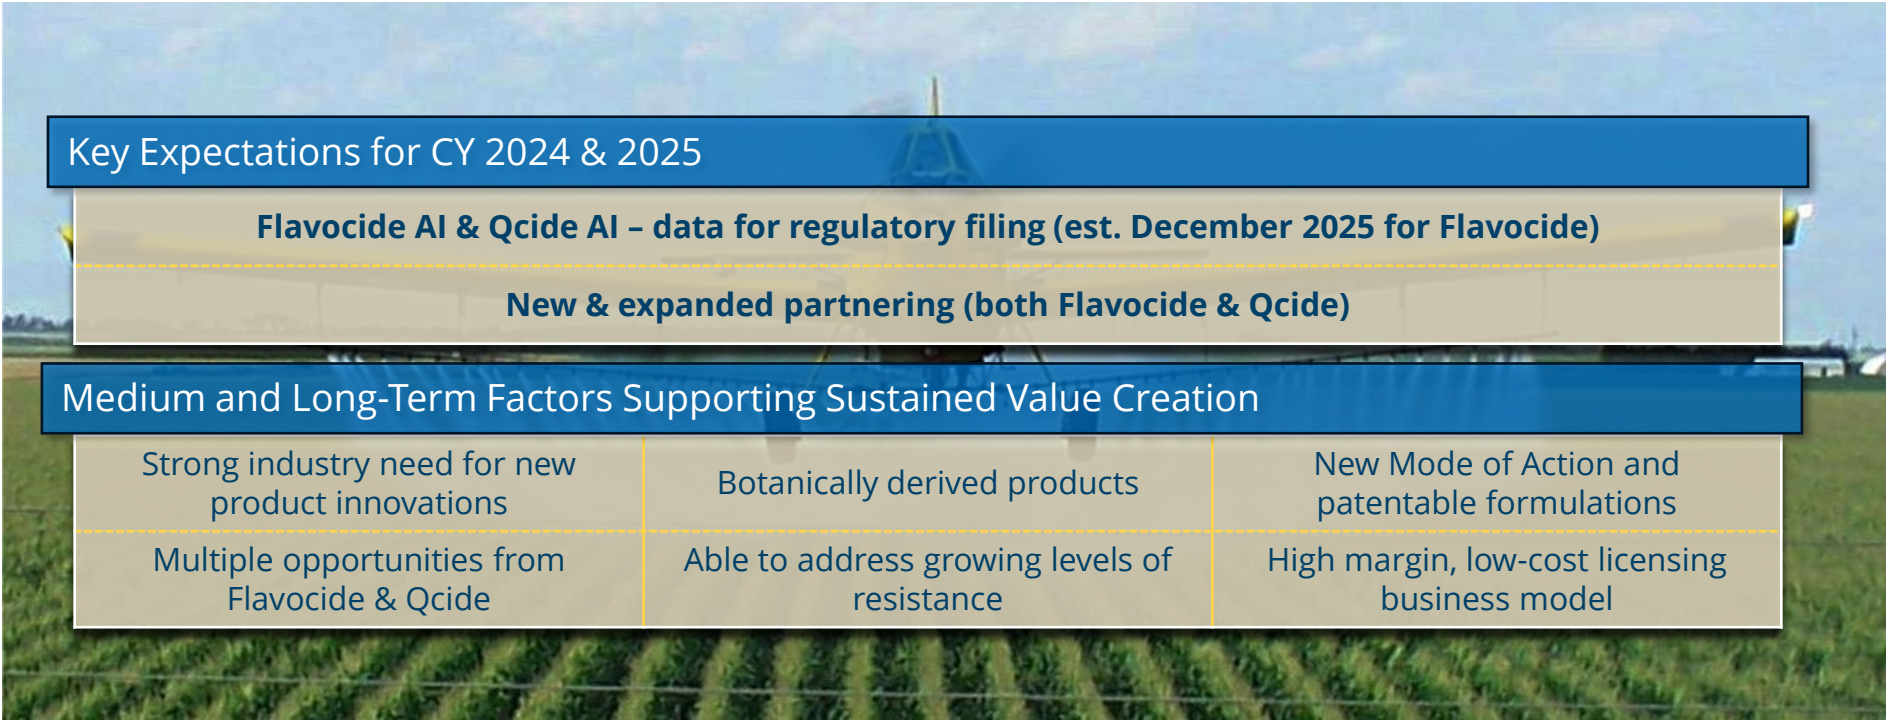 Key Expectations for CY 2024 & 2025
Flavocide AI & Qcide AI – data for regulatory filing (est. December 2025 for Flavocide)
New & expanded partnering (both Flavocide & Qcide)
Medium and Long-Term Factors Supporting Sustained Value Creation
Strong industry need for new
product innovations
Botanically derived products
New Mode of Action and
patentable formulations
Multiple opportunities from
Flavocide & Qcide
Able to address growing levels of
resistance
High margin, low-cost licensing
business model